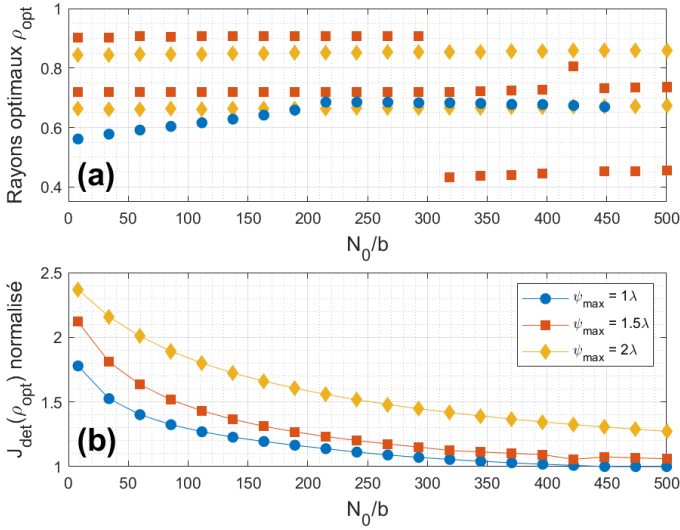 Rayons optimaux ρopt
1
0.8
0.6
0.4
(a)
0 50 100 150 200 250 300 350 400 450 500
N0/b
J_det(ρopt) normalisé
2.5
2
1.5
1
(b)
ψmax = 1λ
ψmax = 1.5λ
ψmax = 2λ
0 50 100 150 200 250 300 350 400 450 500
N0/b